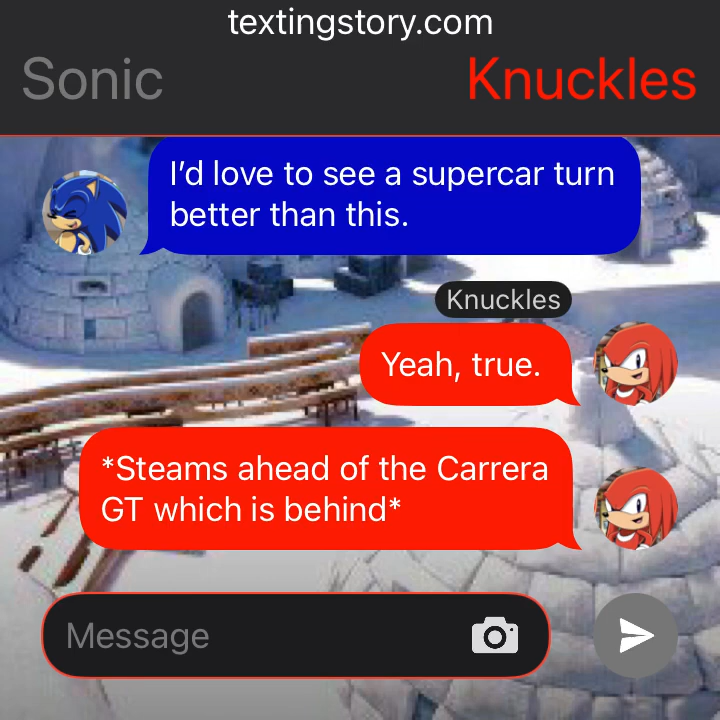 textingstory.com
Sonic
Knuckles
I’d love to see a supercar turn
better than this.
Knuckles
Yeah, true.
*Steams ahead of the Carrera
GT which is behind*
Message